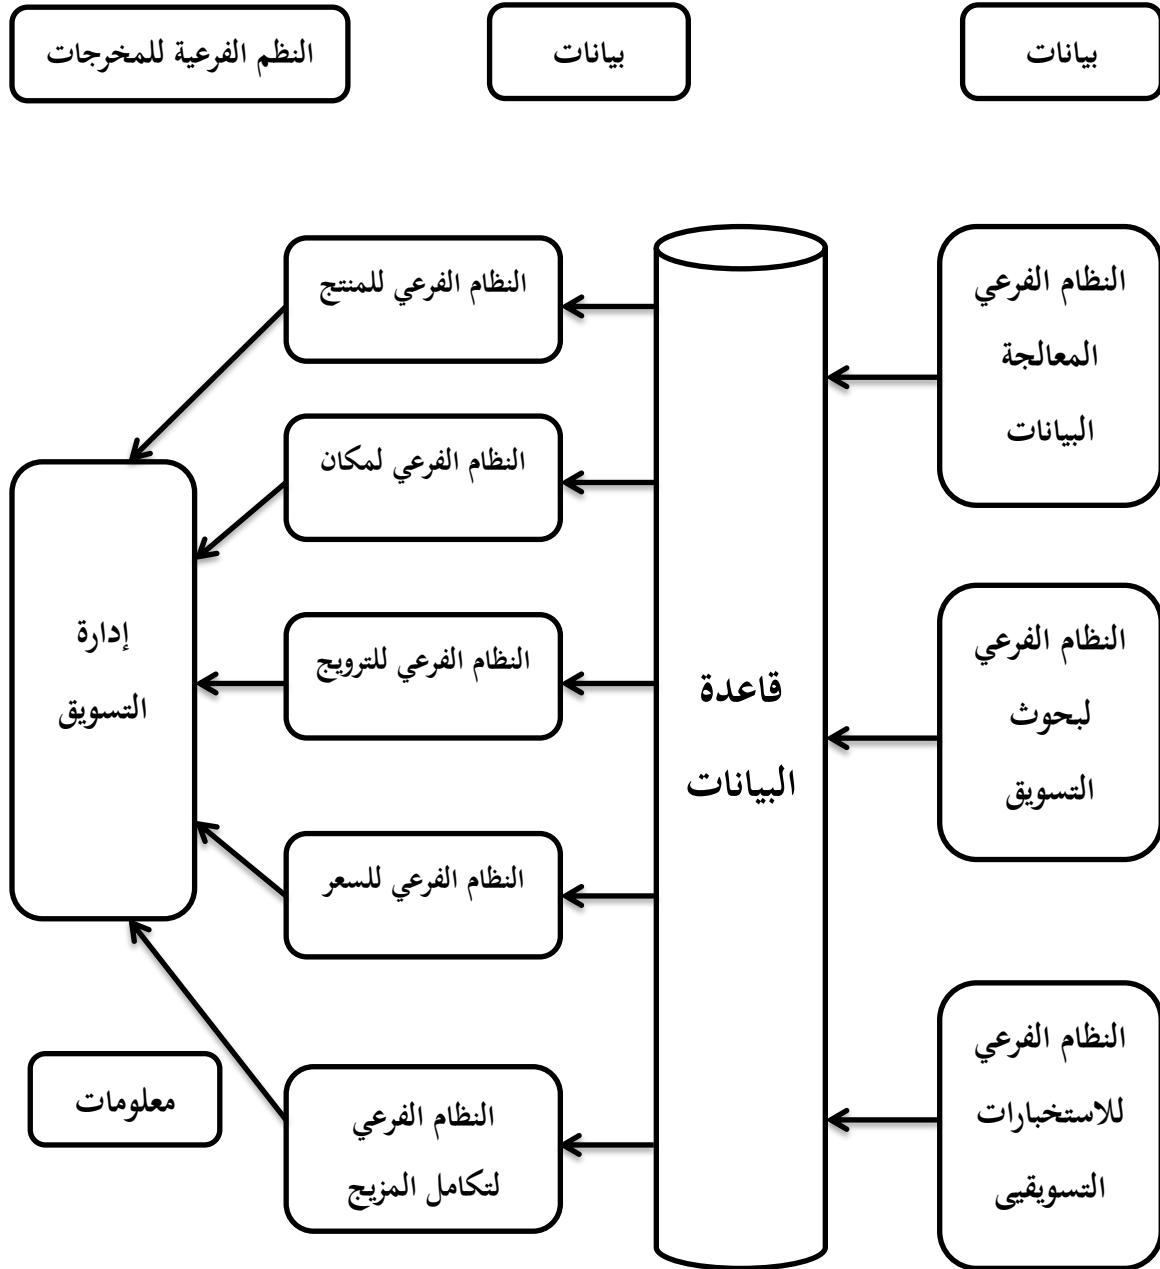 بيانات
بيانات
النظم الفرعية للمخرجات
النظام الفرعي
المعالجة
البيانات
النظام الفرعي
لبحوث
التسويق
النظام الفرعي
للاستخبارات
التسويقيى
قاعدة
البيانات
النظام الفرعي للمنتج
النظام الفرعي لمكان
النظام الفرعي للترويج
النظام الفرعي للسعر
النظام الفرعي
لتكامل المزيج
إدارة
التسويق
معلومات